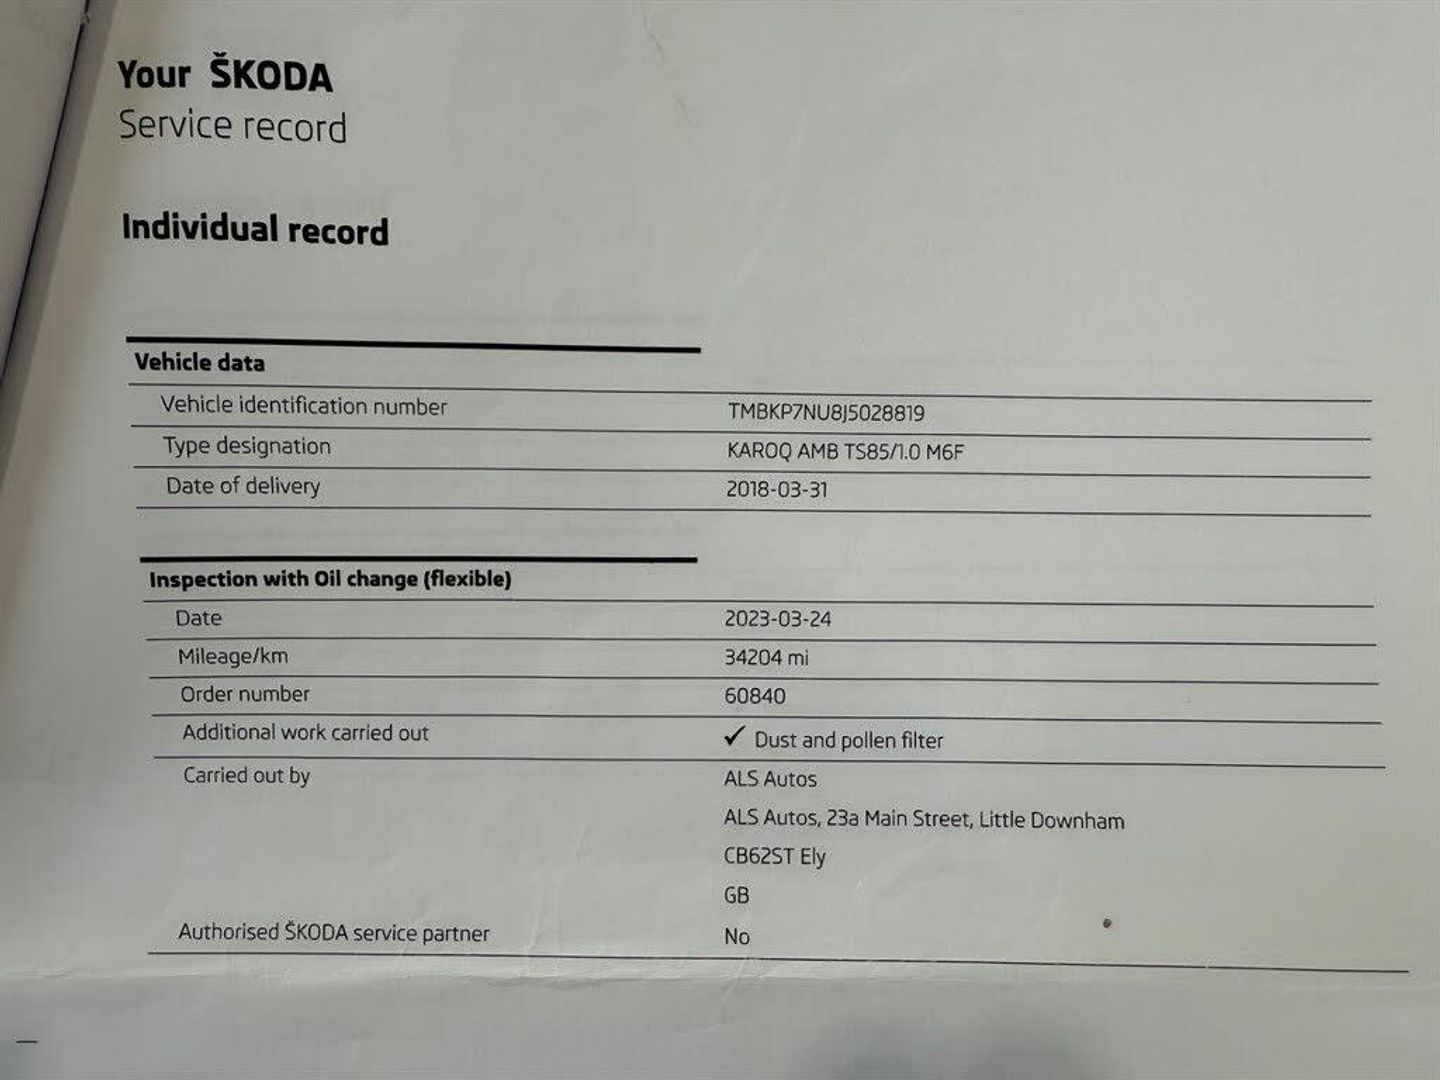 Your ŠKODA
Service record
Individual record
Vehicle data
Vehicle identification number TMBKP7NU8J5028819
Type designation KAROQ AMB TS85/1.0 M6F
Date of delivery 2018-03-31
Inspection with Oil change (flexible)
Date 2023-03-24
Mileage/km 34204 mi
Order number 60840
Additional work carried out ✓ Dust and pollen filter
Carried out by ALS Autos
ALS Autos, 23a Main Street, Little Downham
CB62ST Ely
GB
Authorised ŠKODA service partner No